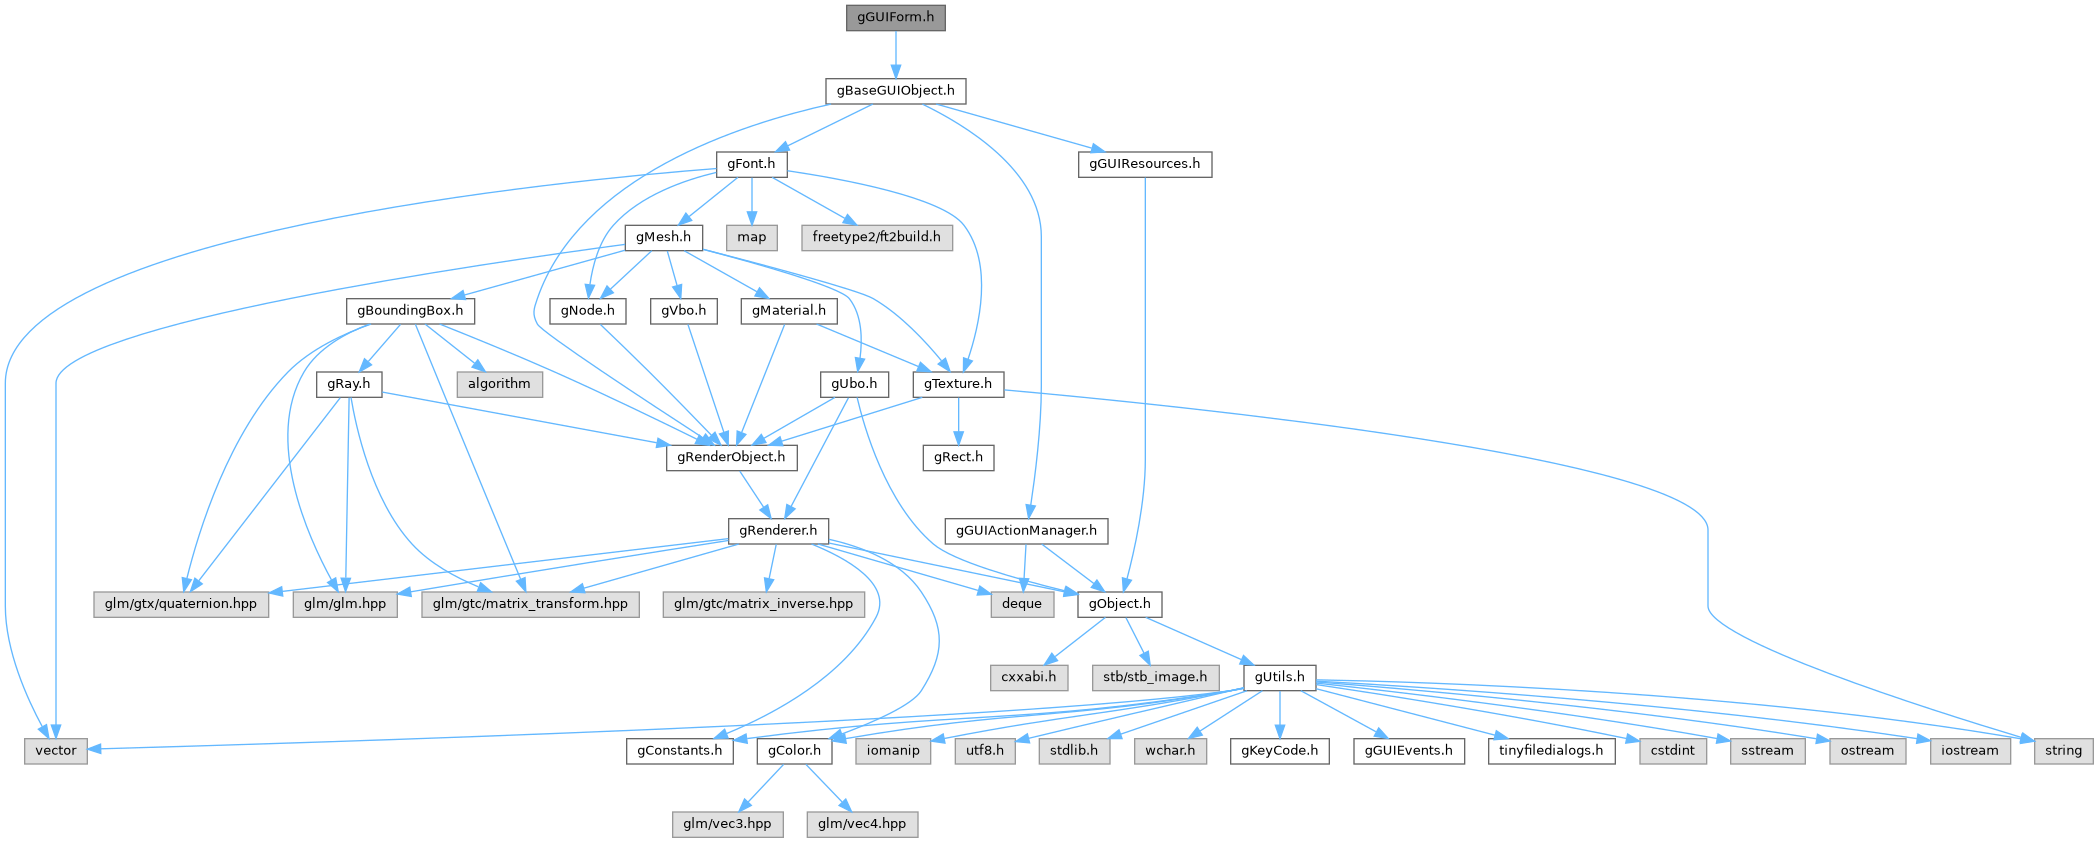 gGUIForm.h
gBaseGUIObject.h
gFont.h
gGUIResources.h
gMesh.h
map
freetype2/ft2build.h
gBoundingBox.h
gNode.h
gVbo.h
gMaterial.h
gRay.h
algorithm
gUbo.h
gTexture.h
gRenderObject.h
gRect.h
gRenderer.h
gGUIActionManager.h
glm/gtx/quaternion.hpp
glm/glm.hpp
glm/gtc/matrix_transform.hpp
glm/gtc/matrix_inverse.hpp
deque
gObject.h
cxxabi.h
stb/stb_image.h
gUtils.h
vector
gConstants.h
gColor.h
iomanip
utf8.h
stdlib.h
wchar.h
gKeyCode.h
gGUIEvents.h
tinyfiledialogs.h
cstdint
sstream
ostream
iostream
string
glm/vec3.hpp
glm/vec4.hpp